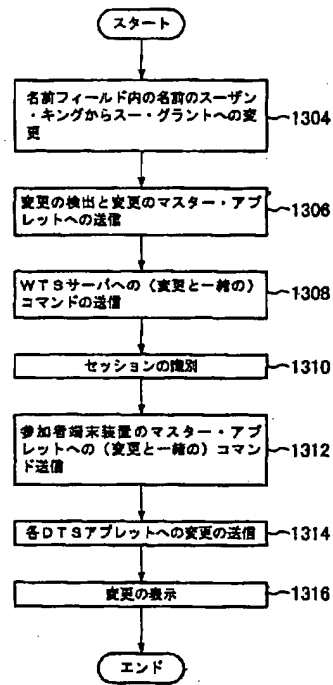 スタート
名前フィールド内の名前のスーザン
・キングからスー・グラントへの変
更
1304
変更の検出と変更のマスター・アプ
レットへの送信
1306
WTSサーバへの(変更と一緒の)
コマンドの送信
1308
セッションの識別
1310
参加者端末装置のマスター・アプ
レットへの(変更と一緒の)コマン
ド送信
1312
各DTSアプレットへの変更の送信
1314
変更の表示
1316
エンド